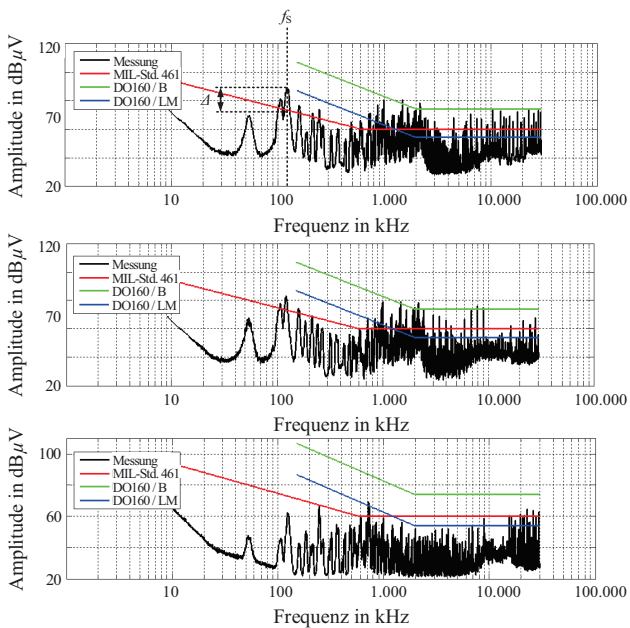 f_S
Amplitude in dBµV
120
70
20
Messung
MIL-Std. 461
DO160 / B
DO160 / LM
Δ
10 100 1.000 10.000 100.000
Frequenz in kHz
Amplitude in dBµV
120
70
20
Messung
MIL-Std. 461
DO160 / B
DO160 / LM
10 100 1.000 10.000 100.000
Frequenz in kHz
Amplitude in dBµV
100
60
20
Messung
MIL-Std. 461
DO160 / B
DO160 / LM
10 100 1.000 10.000 100.000
Frequenz in kHz